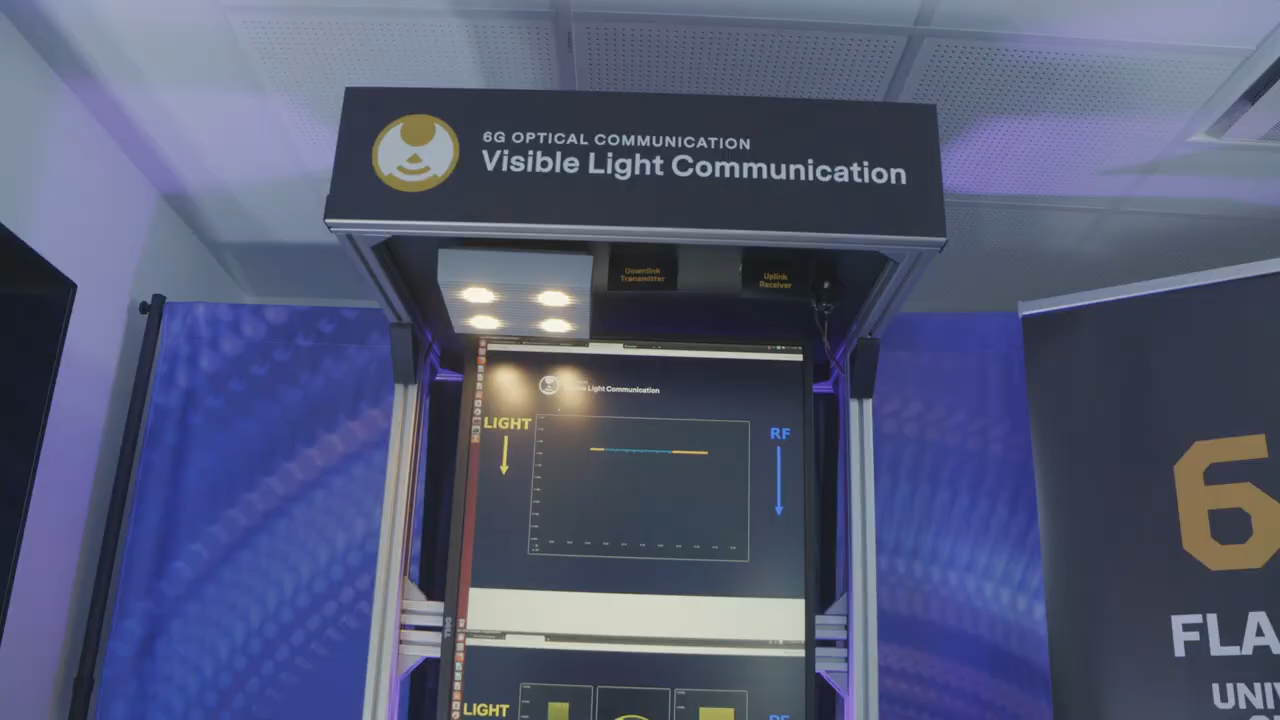 6G OPTICAL COMMUNICATION
Visible Light Communication
Downlink
Transmitter
Uplink
Receiver
Light Communication
LIGHT
RF
6
FLA
UNIV
LIGHT
RF